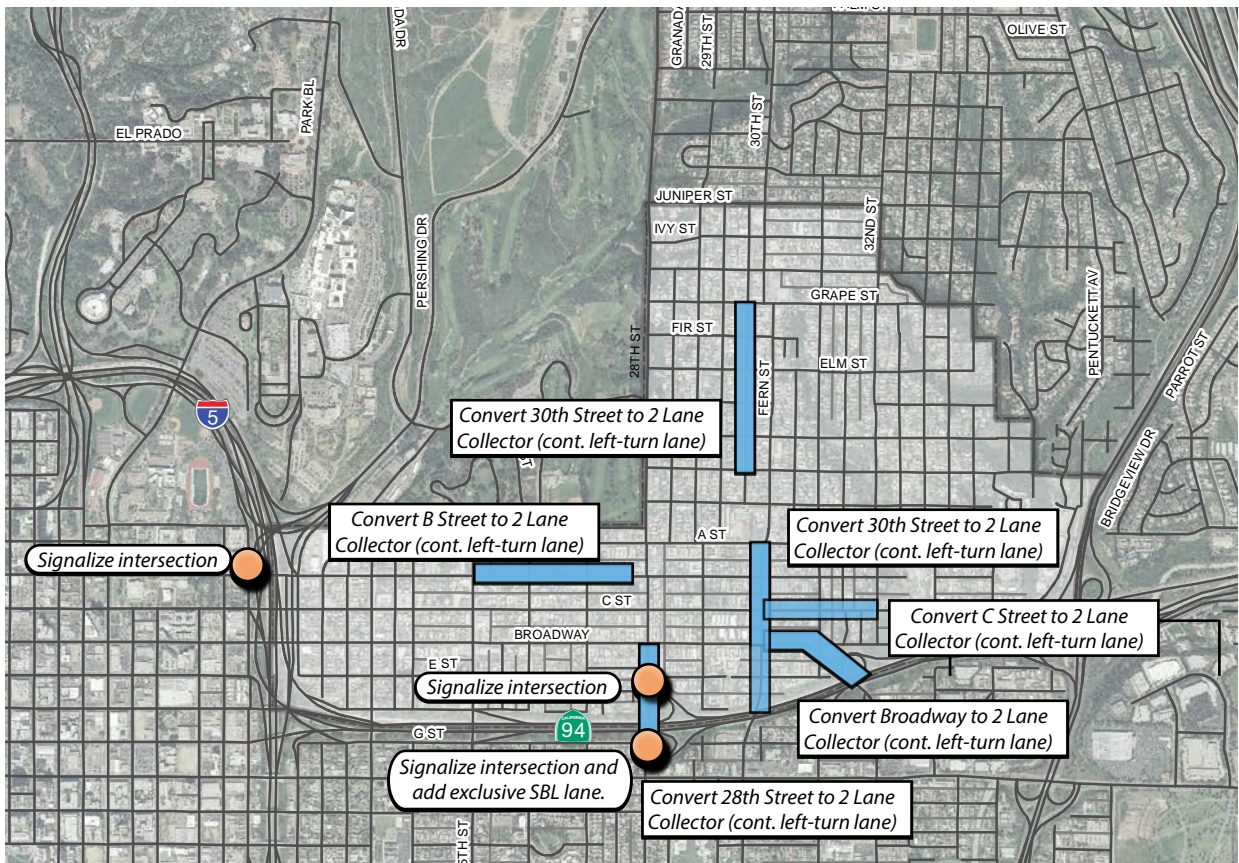 GRANADA
29TH ST
PALM ST
OLIVE ST
PARK BL
EL PRADO
30TH ST
JUNIPER ST
IVY ST
32ND ST
PERSHING DR
GRAPE ST
FIR ST
28TH ST
ELM ST
FERN ST
PENTUCKETT AV
PARROT ST
5
Convert 30th Street to 2 Lane
Collector (cont. left-turn lane)
BRIDGEVIEW DR
Convert B Street to 2 Lane
Collector (cont. left-turn lane)
A ST
Convert 30th Street to 2 Lane
Collector (cont. left-turn lane)
Signalize intersection
C ST
Convert C Street to 2 Lane
Collector (cont. left-turn lane)
BROADWAY
E ST
Signalize intersection
Convert Broadway to 2 Lane
Collector (cont. left-turn lane)
CALIFORNIA
94
G ST
Signalize intersection and
add exclusive SBL lane.
Convert 28th Street to 2 Lane
Collector (cont. left-turn lane)